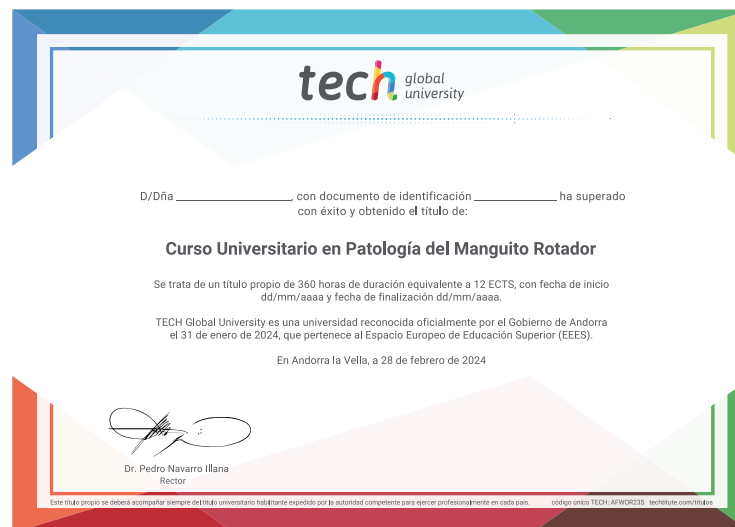 tech global university
D/Dña ____________________, con documento de identificación ______________ ha superado
con éxito y obtenido el título de:
Curso Universitario en Patología del Manguito Rotador
Se trata de un título propio de 360 horas de duración equivalente a 12 ECTS, con fecha de inicio
dd/mm/aaaa y fecha de finalización dd/mm/aaaa.
TECH Global University es una universidad reconocida oficialmente por el Gobierno de Andorra
el 31 de enero de 2024, que pertenece al Espacio Europeo de Educación Superior (EEES).
En Andorra la Vella, a 28 de febrero de 2024
Dr. Pedro Navarro Illana
Rector
Este título propio se deberá acompañar siempre del título universitario habilitante expedido por la autoridad competente para ejercer profesionalmente en cada país. código único TECH: AFWOR23S techtitute.com/titulos